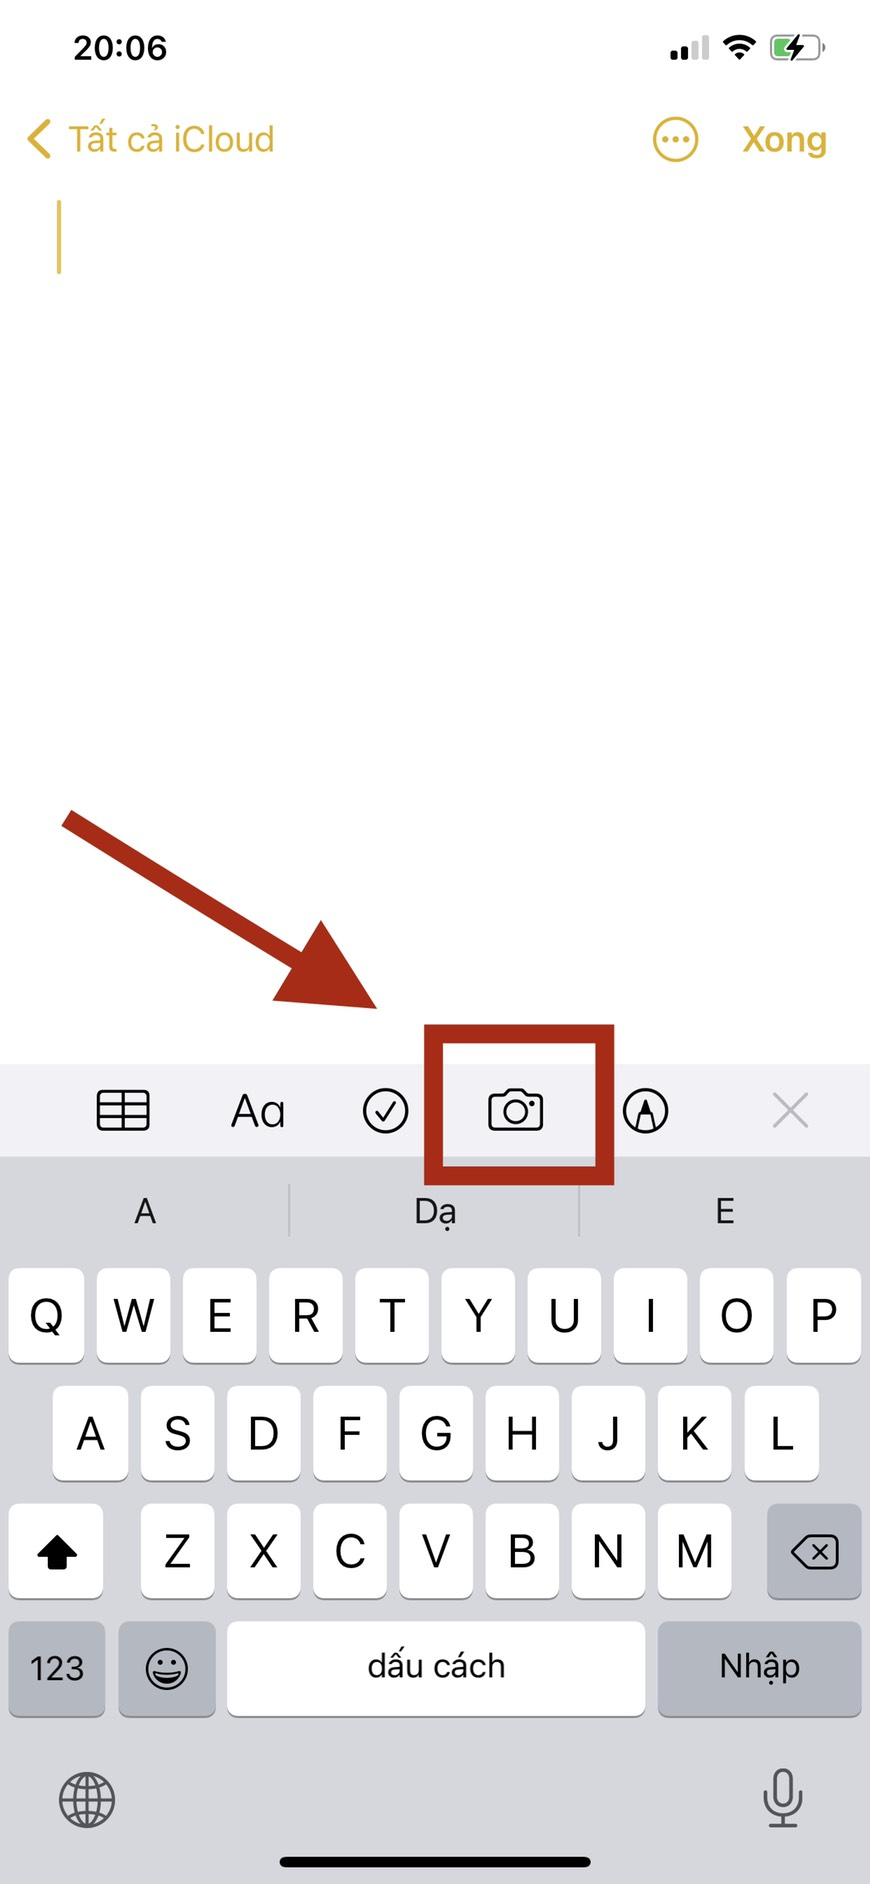 20:06
Tất cả iCloud Xong
Aa
A Dạ E
Q W E R T Y U I O P
A S D F G H J K L
Z X C V B N M
123 dấu cách Nhập